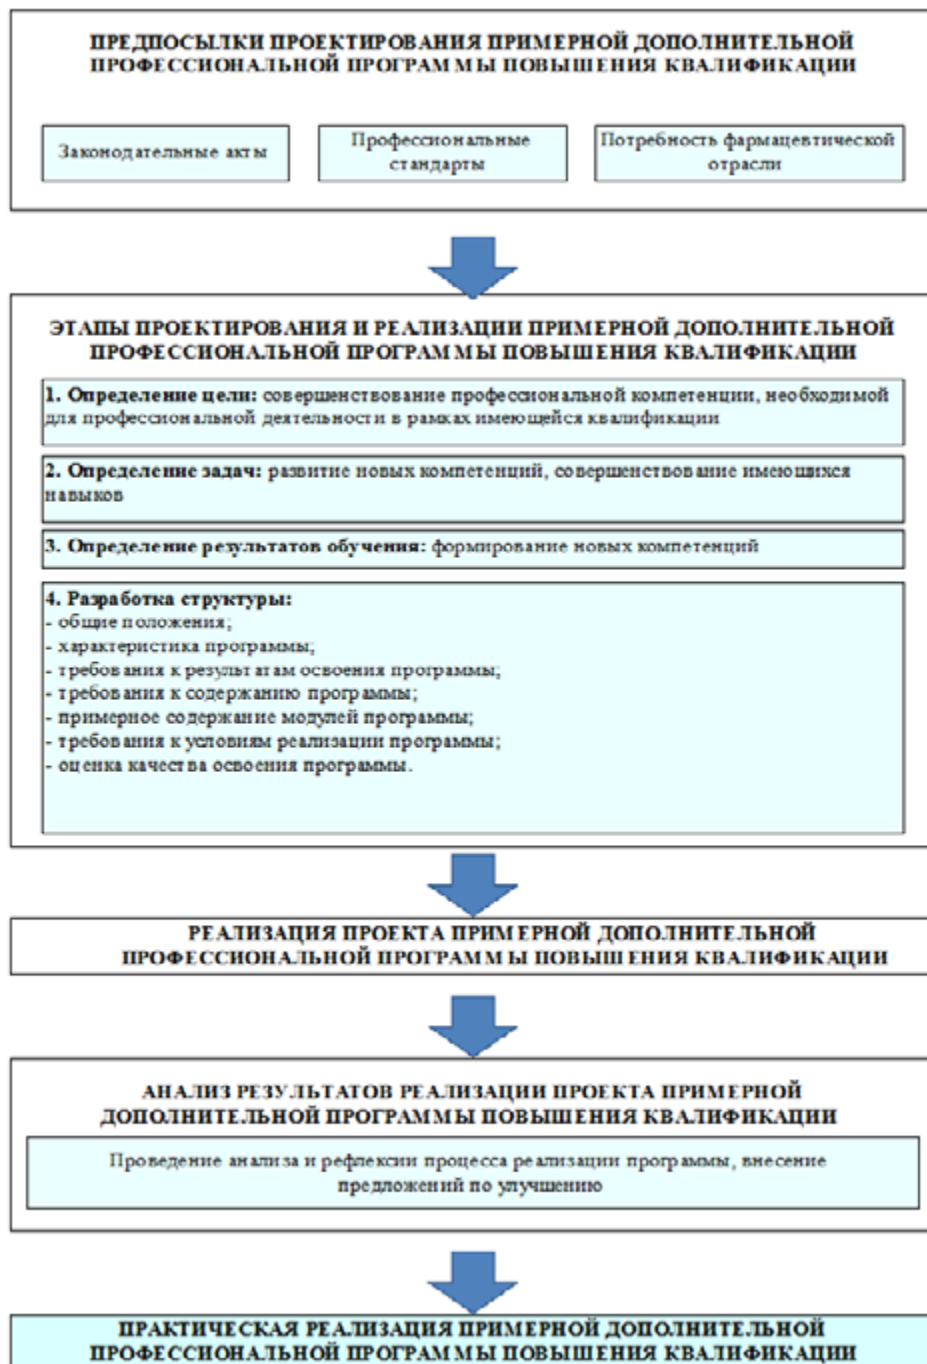 ПРЕДПОСЫЛКИ ПРОЕКТИРОВАНИЯ ПРИМЕРНОЙ ДОПОЛНИТЕЛЬНОЙ
ПРОФЕССИОНАЛЬНОЙ ПРОГРАММЫ ПОВЫШЕНИЯ КВАЛИФИКАЦИИ
Законодательные акты
Профессиональные
стандарты
Потребность фармацевтической
отрасли
ЭТАПЫ ПРОЕКТИРОВАНИЯ И РЕАЛИЗАЦИИ ПРИМЕРНОЙ ДОПОЛНИТЕЛЬНОЙ
ПРОФЕССИОНАЛЬНОЙ ПРОГРАММЫ ПОВЫШЕНИЯ КВАЛИФИКАЦИИ
1. Определение цели: совершенствование профессиональной компетенции, необходимой
для профессиональной деятельности в рамках имеющейся квалификации
2. Определение задач: развитие новых компетенций, совершенствование имеющихся
навыков
3. Определение результатов обучения: формирование новых компетенций
4. Разработка структуры:
- общие положения;
- характеристика программы;
- требования к результатам освоения программы;
- требования к содержанию программы;
- примерное содержание модулей программы;
- требования к условиям реализации программы;
- оценка качества освоения программы.
РЕАЛИЗАЦИЯ ПРОЕКТА ПРИМЕРНОЙ ДОПОЛНИТЕЛЬНОЙ
ПРОФЕССИОНАЛЬНОЙ ПРОГРАММЫ ПОВЫШЕНИЯ КВАЛИФИКАЦИИ
АНАЛИЗ РЕЗУЛЬТАТОВ РЕАЛИЗАЦИИ ПРОЕКТА ПРИМЕРНОЙ
ДОПОЛНИТЕЛЬНОЙ ПРОГРАММЫ ПОВЫШЕНИЯ КВАЛИФИКАЦИИ
Проведение анализа и рефлексии процесса реализации программы, внесение
предложений по улучшению
ПРАКТИЧЕСКАЯ РЕАЛИЗАЦИЯ ПРИМЕРНОЙ ДОПОЛНИТЕЛЬНОЙ
ПРОФЕССИОНАЛЬНОЙ ПРОГРАММЫ ПОВЫШЕНИЯ КВАЛИФИКАЦИИ